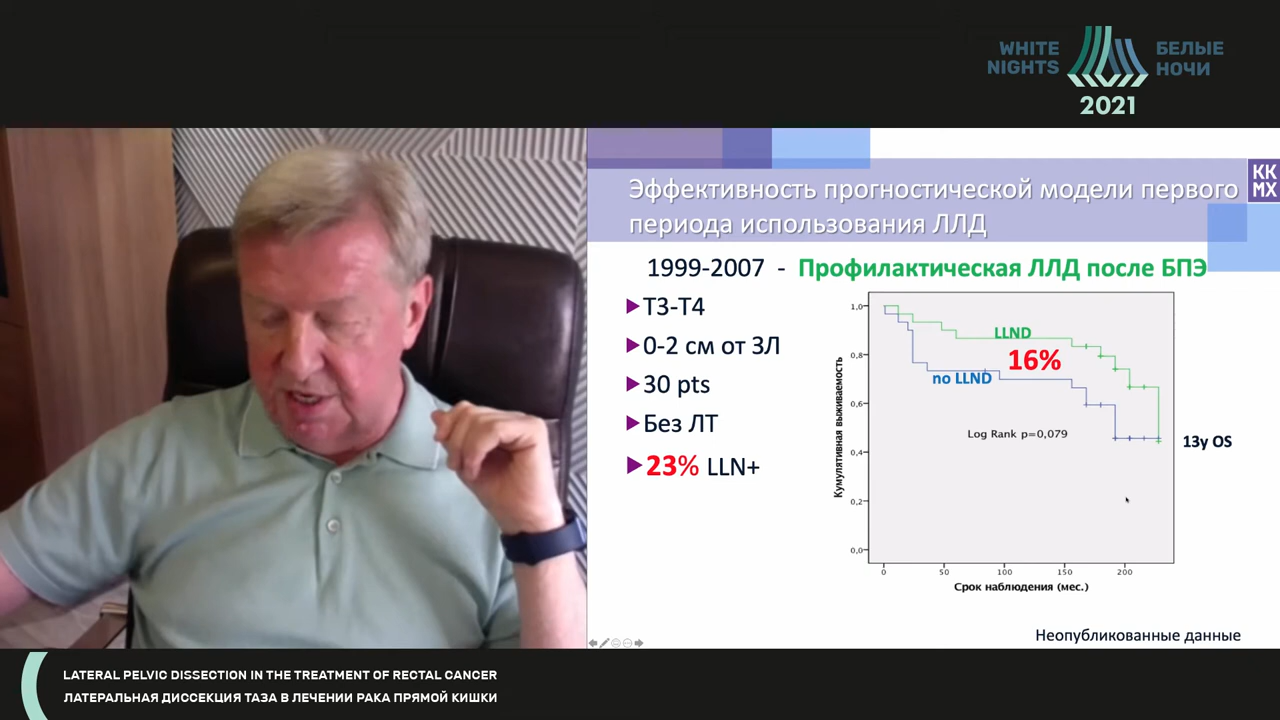 WHITE NIGHTS
БЕЛЫЕ НОЧИ
2021
КК
МХ
Эффективность прогностической модели первого
периода использования ЛЛД
1999-2007 - Профилактическая ЛЛД после БПЭ
Т3-Т4
0-2 см от ЗЛ
30 pts
Без ЛТ
23% LLN+
Кумулятивная выживаемость
1,0
0,8
0,6
0,4
0,2
0,0
LLND
16%
no LLND
Log Rank p=0,079
13y OS
0 50 100 150 200
Срок наблюдения (мес.)
Неопубликованные данные
LATERAL PELVIC DISSECTION IN THE TREATMENT OF RECTAL CANCER
ЛАТЕРАЛЬНАЯ ДИССЕКЦИЯ ТАЗА В ЛЕЧЕНИИ РАКА ПРЯМОЙ КИШКИ